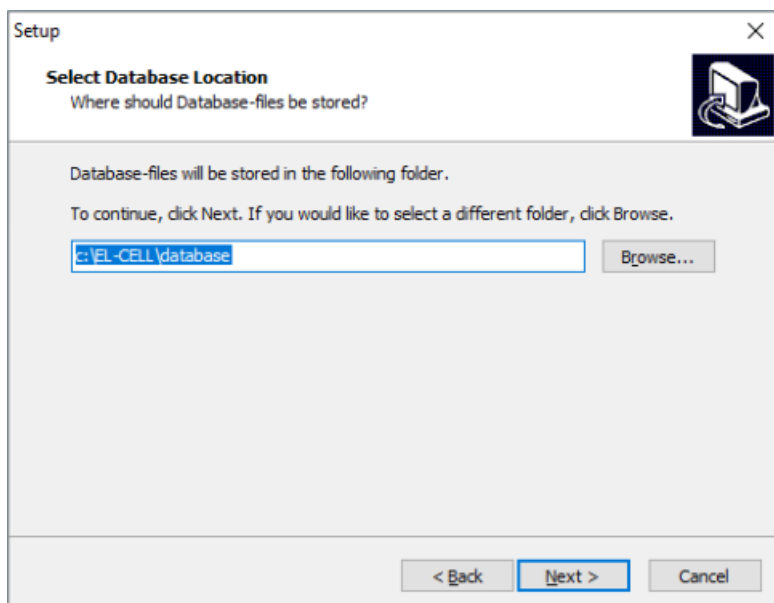 Setup
Select Database Location
Where should Database-files be stored?
Database-files will be stored in the following folder.
To continue, click Next. If you would like to select a different folder, click Browse.
c:\EL-CELL\database
Browse...
< Back
Next >
Cancel